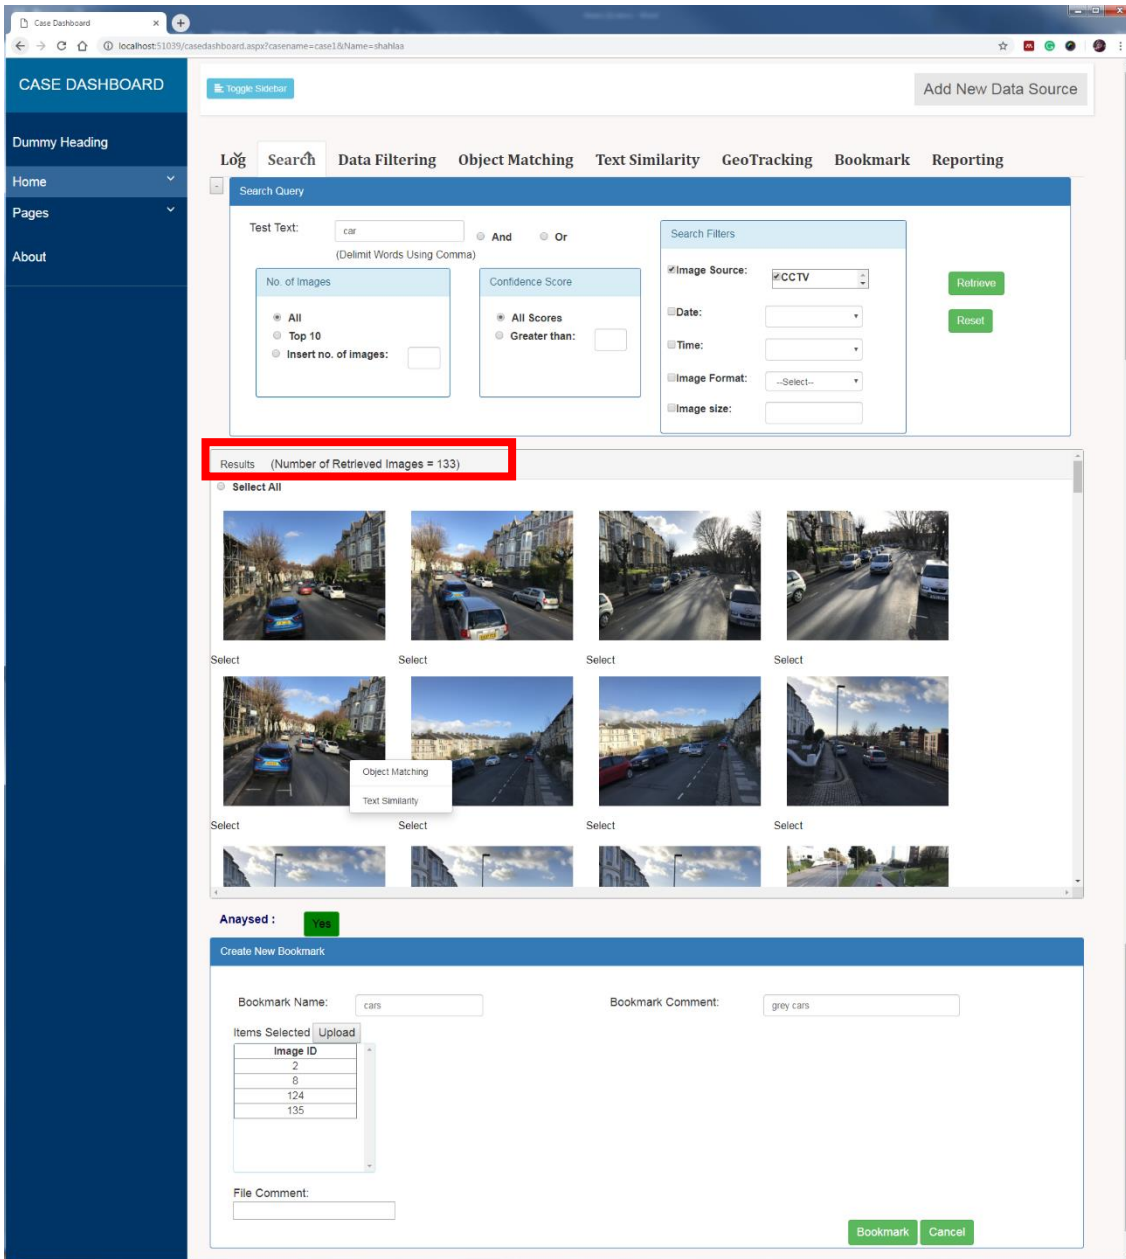 Case Dashboard
localhost:51039/casedashboard.aspx?casename=case1&Name=shahlaa
CASE DASHBOARD
Toggle Sidebar
Add New Data Source
Dummy Heading
Home
Pages
About
Log Search Data Filtering Object Matching Text Similarity GeoTracking Bookmark Reporting
Search Query
Test Text: car And Or
(Delimit Words Using Comma)
No. of Images
All
Top 10
Insert no. of images:
Confidence Score
All Scores
Greater than:
Search Filters
Image Source: CCTV
Date:
Time:
Image Format: --Select--
Image size:
Retrieve
Reset
Results (Number of Retrieved Images = 133)
Sellect All
Select Select Select Select
Object Matching
Text Similarity
Select Select Select Select
Anaysed : Yes
Create New Bookmark
Bookmark Name: cars Bookmark Comment: grey cars
Items Selected Upload
Image ID
2
8
124
135
File Comment:
Bookmark Cancel